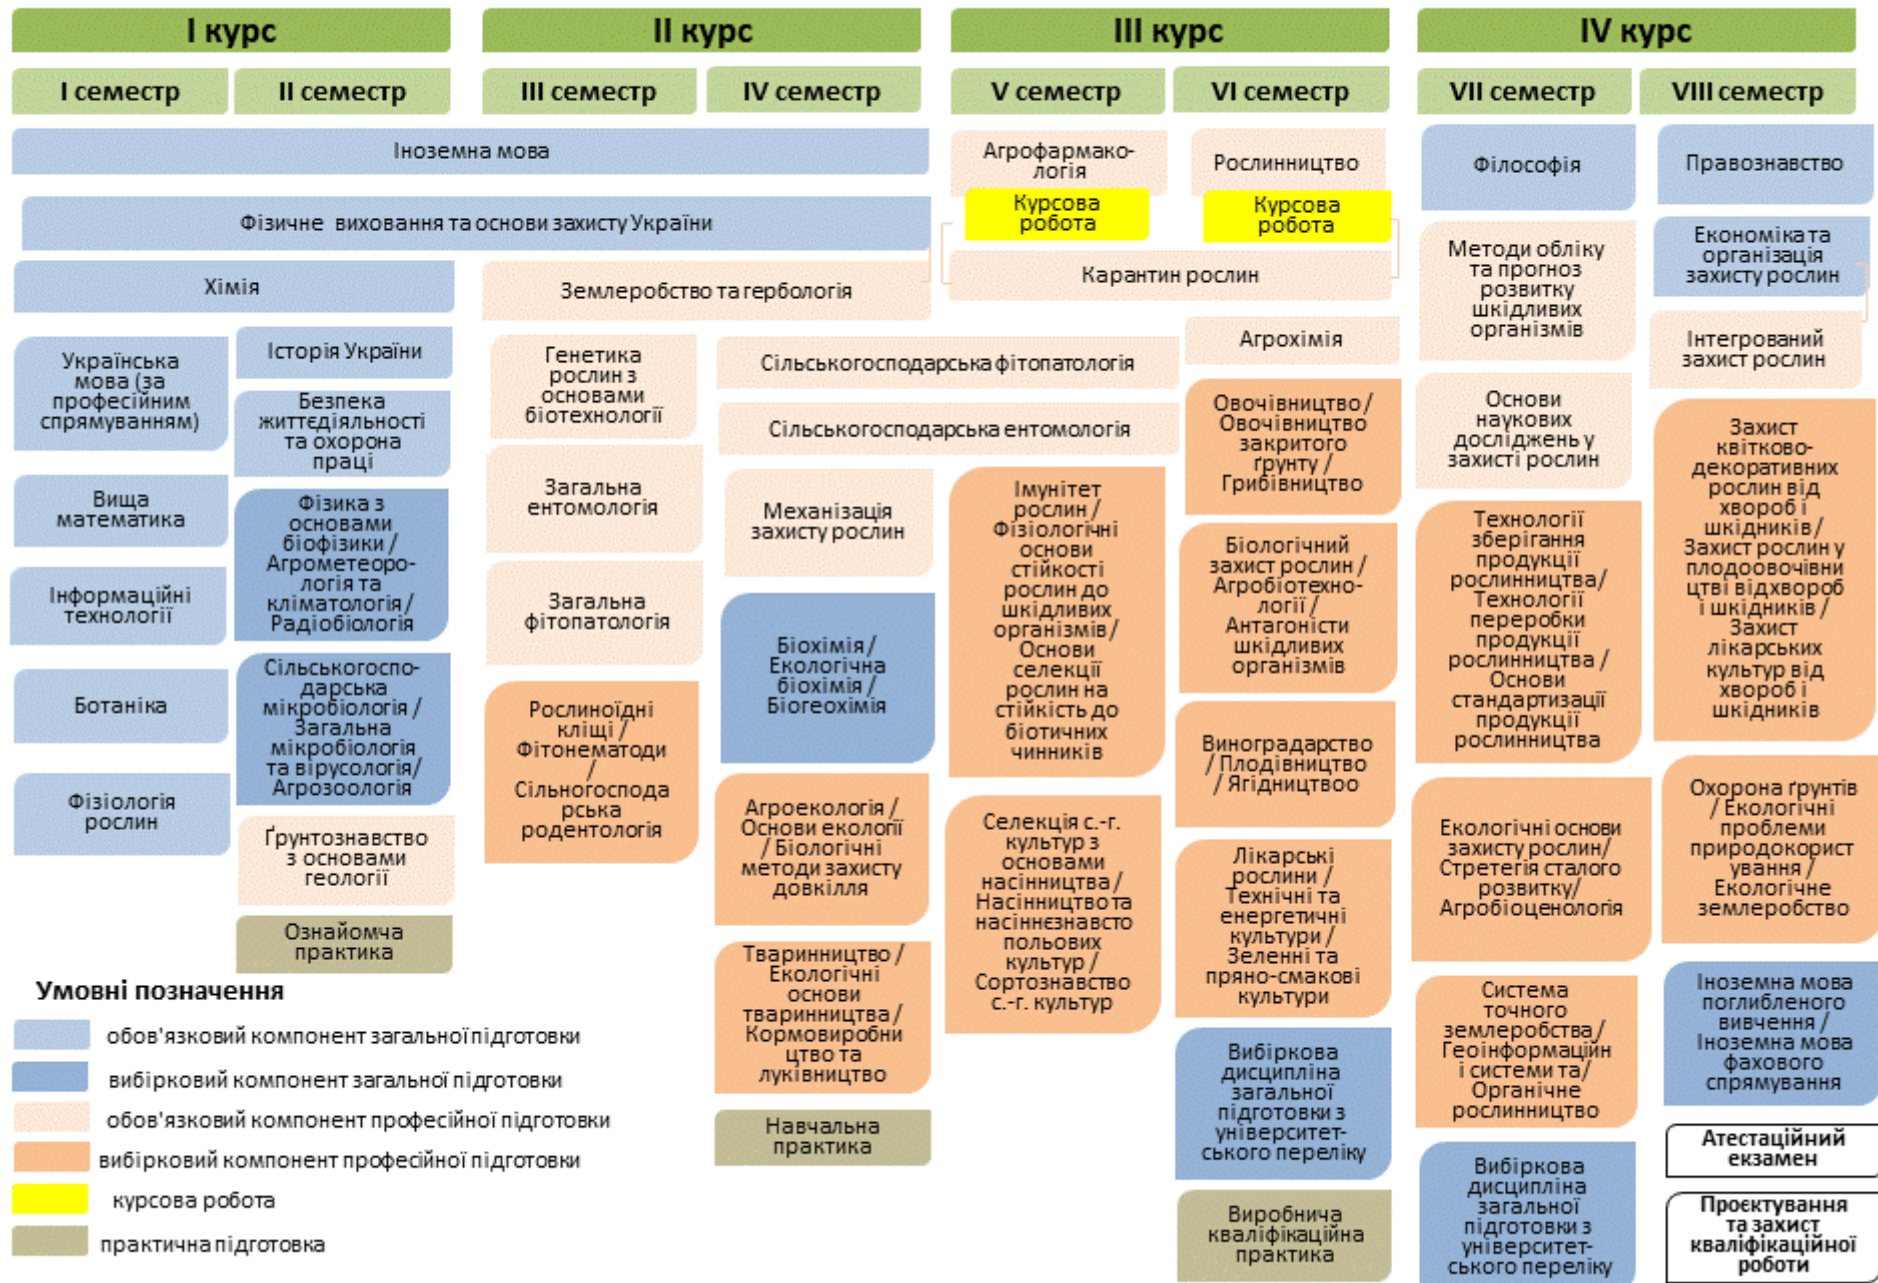 І курс
ІІ курс
ІІІ курс
IV курс
І семестр
ІІ семестр
ІІІ семестр
IV семестр
V семестр
VI семестр
VII семестр
VIII семестр
Іноземна мова
Фізичне виховання та основи захисту України
Хімія
Українська
мова (за
професійним
спрямуванням)
Вища
математика
Інформаційні
технології
Ботаніка
Фізіологія
рослин
Історія України
Безпека
життєдіяльності
та охорона
праці
Фізика з
основами
біофізики /
Агрометеоро-
логія та
кліматологія /
Радіобіологія
Сільськогоспо-
дарська
мікробіологія /
Загальна
мікробіологія
та вірусологія/
Агрозоологія
Ґрунтознавство
з основами
геології
Ознайомча
практика
Землеробство та гербологія
Генетика
рослин з
основами
біотехнології
Загальна
ентомологія
Загальна
фітопатологія
Рослиноїдні
кліщі /
Фітонематоди
/
Сільногоспода
рська
родентологія
Сільськогосподарська фітопатологія
Сільськогосподарська ентомологія
Механізація
захисту рослин
Біохімія /
Екологічна
біохімія /
Біогеохімія
Агроекологія /
Основи екології
/ Біологічні
методи захисту
довкілля
Тваринництво /
Екологічні
основи
тваринництва/
Кормовиробни
цтво та
луківництво
Навчальна
практика
Агрофармако-
логія
Курсова
робота
Карантин рослин
Імунітет
рослин /
Фізіологічні
основи
стійкості
рослин до
шкідливих
організмів/
Основи
селекції
рослин на
стійкість до
біотичних
чинників
Селекція с.-г.
культур з
основами
насінництва/
Насінництво та
насіннєзнавсто
польових
культур /
Сортознавство
с.-г. культур
Рослинництво
Курсова
робота
Агрохімія
Овочівництво /
Овочівництво
закритого
ґрунту /
Грибівництво
Біологічний
захист рослин /
Агробіотехно-
логії /
Антагоністи
шкідливих
організмів
Виноградарство
/ Плодівництво
/ Ягідництвоо
Лікарські
рослини /
Технічні та
енергетичні
культури /
Зеленні та
пряно-смакові
культури
Вибіркова
дисципліна
загальної
підготовки з
університет-
ського переліку
Виробнича
кваліфікаційна
практика
Філософія
Методи обліку
та прогноз
розвитку
шкідливих
організмів
Основи
наукових
досліджень у
захисті рослин
Технології
зберігання
продукції
рослинництва/
Технології
переробки
продукції
рослинництва /
Основи
стандартизації
продукції
рослинництва
Екологічні основи
захисту рослин/
Стретегія сталого
розвитку/
Агробіоценологія
Система
точного
землеробства/
Геоінформаційн
і системи та/
Органічне
рослинництво
Вибіркова
дисципліна
загальної
підготовки з
університет-
ського переліку
Правознавство
Економіка та
організація
захисту рослин
Інтегрований
захист рослин
Захист
квітково-
декоративних
рослин від
хвороб і
шкідників/
Захист рослин у
плодоовочівни
цтві від хвороб
і шкідників /
Захист
лікарських
культур від
хвороб і
шкідників
Охорона ґрунтів
/ Екологічні
проблеми
природокорист
ування /
Екологічне
землеробство
Іноземна мова
поглибленого
вивчення /
Іноземна мова
фахового
спрямування
Атестаційний
екзамен
Проєктування
та захист
кваліфікаційної
роботи
Умовні позначення
обов'язковий компонент загальної підготовки
вибірковий компонент загальної підготовки
обов'язковий компонент професійної підготовки
вибірковий компонент професійної підготовки
курсова робота
практична підготовка